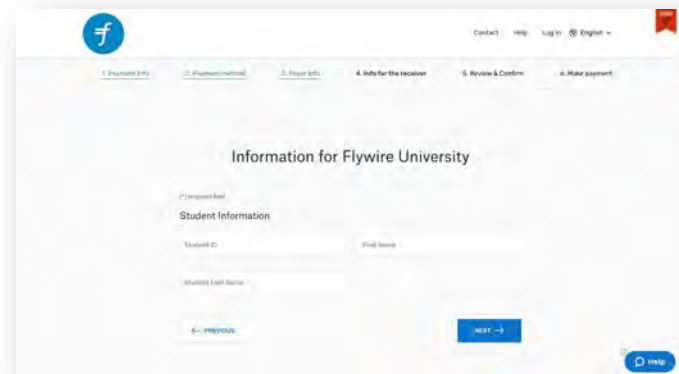 Contact Help Log in English
1. Payment Info 2. Payment method 3. Payer Info 4. Info for the receiver 5. Review & Confirm 6. Make payment
Information for Flywire University
(*) required field
Student Information
Student ID First Name
Student Last Name
← PREVIOUS NEXT →
Help